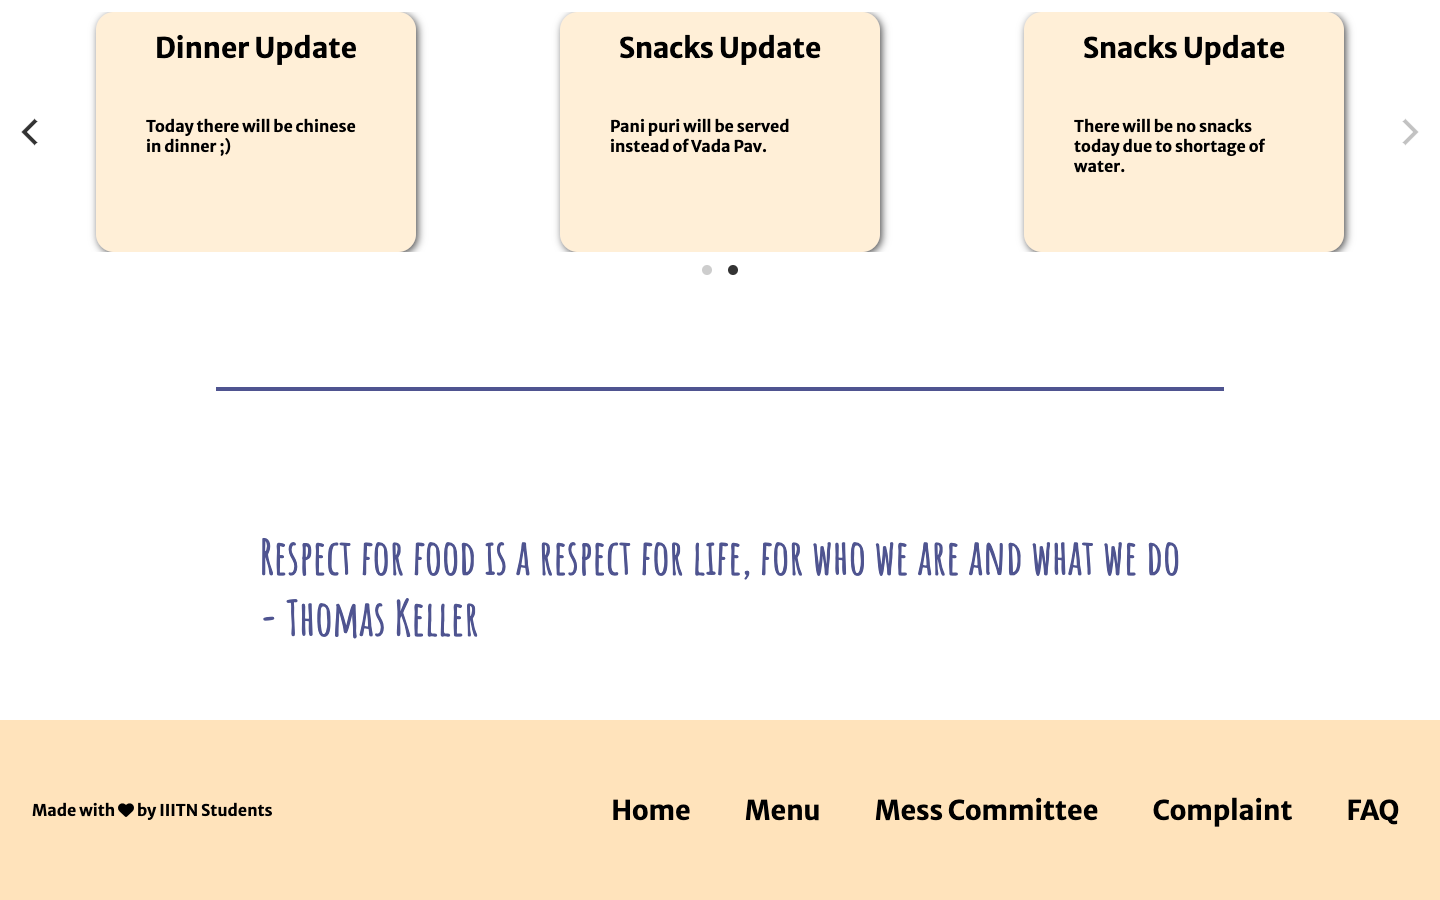 Dinner Update
Today there will be chinese
in dinner ;)
Snacks Update
Pani puri will be served
instead of Vada Pav.
Snacks Update
There will be no snacks
today due to shortage of
water.
Respect for food is a respect for life, for who we are and what we do
- Thomas Keller
Made with ♥ by IIITN Students
Home
Menu
Mess Committee
Complaint
FAQ